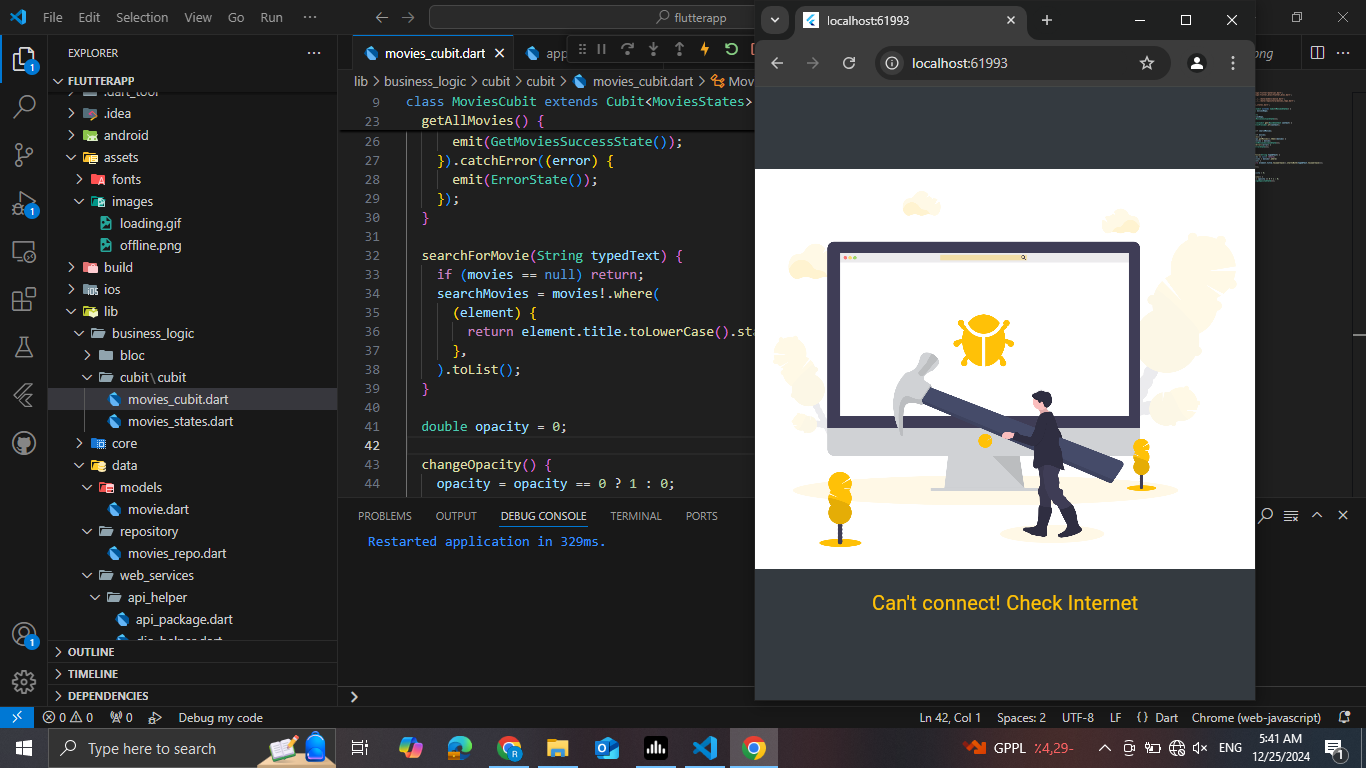 File Edit Selection View Go Run ···
flutterapp
EXPLORER
FLUTTERAPP
.dart_tool
.idea
android
assets
fonts
images
loading.gif
offline.png
build
ios
lib
business_logic
bloc
cubit\cubit
movies_cubit.dart
movies_states.dart
core
data
models
movie.dart
repository
movies_repo.dart
web_services
api_helper
api_package.dart
dio_helper.dart
OUTLINE
TIMELINE
DEPENDENCIES
movies_cubit.dart
app
lib > business_logic > cubit > cubit > movies_cubit.dart > Mov
9 class MoviesCubit extends Cubit<MoviesStates>
23 getAllMovies() {
26 emit(GetMoviesSuccessState());
27 }).catchError((error) {
28 emit(ErrorState());
29 });
30 }
31
32 searchForMovie(String typedText) {
33 if (movies == null) return;
34 searchMovies = movies!.where(
35 (element) {
36 return element.title.toLowerCase().sta
37 },
38 ).toList();
39 }
40
41 double opacity = 0;
42
43 changeOpacity() {
44 opacity = opacity == 0 ? 1 : 0;
PROBLEMS OUTPUT DEBUG CONSOLE TERMINAL PORTS
Restarted application in 329ms.
localhost:61993
localhost:61993
Can't connect! Check Internet
png
1
1
1
0 0 0 Debug my code
Ln 42, Col 1 Spaces: 2 UTF-8 LF {} Dart Chrome (web-javascript)
Type here to search
GPPL ٪4,29-
ENG
5:41 AM
12/25/2024
1